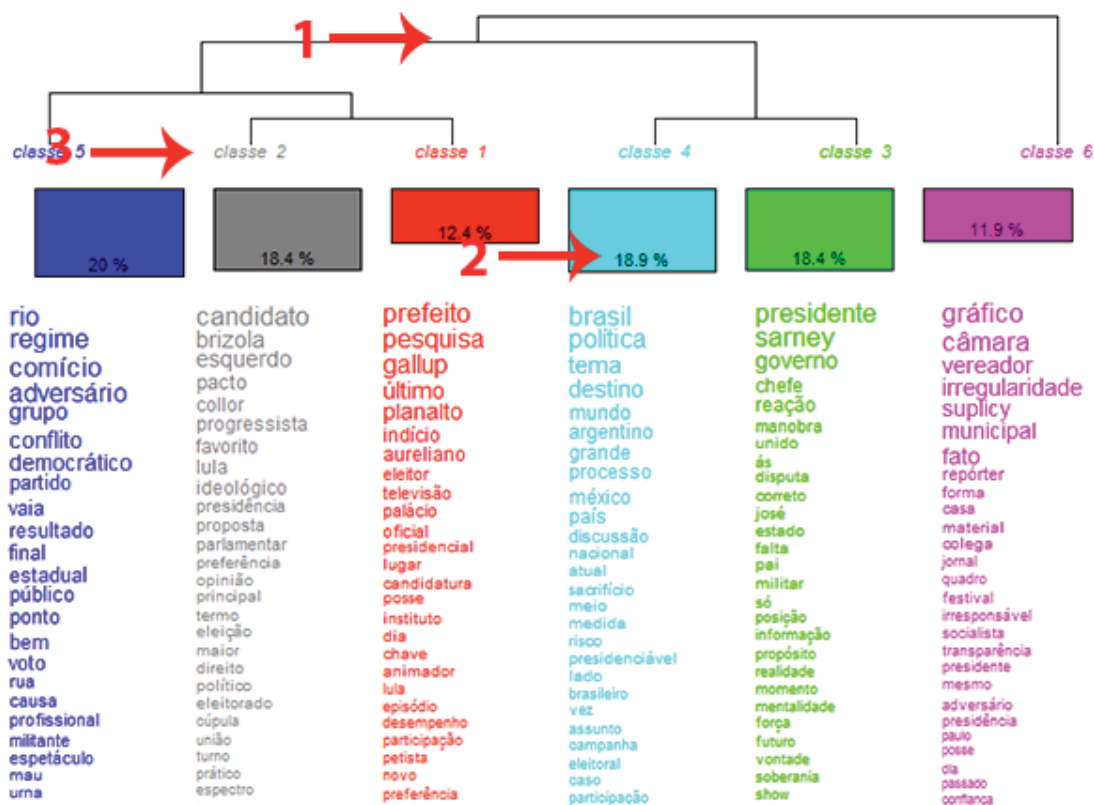 1
3
classe 5
classe 2
classe 1
classe 4
classe 3
classe 6
20 %
18.4 %
12.4 %
2
18.9 %
18.4 %
11.9 %
rio
regime
comício
adversário
grupo
conflito
democrático
partido
vaia
resultado
final
estadual
público
ponto
bem
voto
rua
causa
profissional
militante
espetáculo
mau
urna
candidato
brizola
esquerdo
pacto
collor
progressista
favorito
lula
ideológico
presidência
proposta
parlamentar
preferência
opinião
principal
termo
eleição
maior
direito
político
eleitorado
cúpula
união
turno
prático
espectro
prefeito
pesquisa
gallup
último
planalto
indício
aureliano
eleitor
televisão
palácio
oficial
presidencial
lugar
candidatura
posse
instituto
dia
chave
animador
lula
episódio
desempenho
participação
petista
novo
preferência
brasil
política
tema
destino
mundo
argentino
grande
processo
méxico
país
discussão
nacional
atual
sacrifício
meio
medida
risco
presidenciável
lado
brasileiro
vez
assunto
campanha
eleitoral
caso
participação
presidente
sarney
governo
chefe
reação
manobra
unido
ás
disputa
correto
josé
estado
falta
pai
militar
só
posição
informação
propósito
realidade
momento
mentalidade
força
futuro
vontade
soberania
show
gráfico
câmara
vereador
irregularidade
suplicy
municipal
fato
repórter
forma
casa
material
colega
jornal
quadro
festival
irresponsável
socialista
transparência
presidente
mesmo
adversário
presidência
paulo
posse
dia
passado
confiança